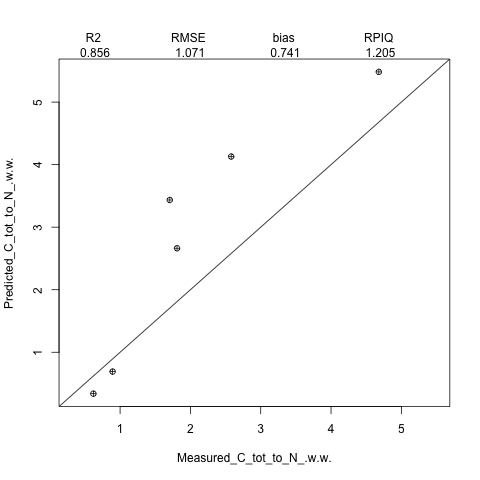 R2 RMSE bias RPIQ
0.856 1.071 0.741 1.205
Predicted_C_tot_to_N_.w.w.
5
4
3
2
1
1 2 3 4 5
Measured_C_tot_to_N_.w.w.